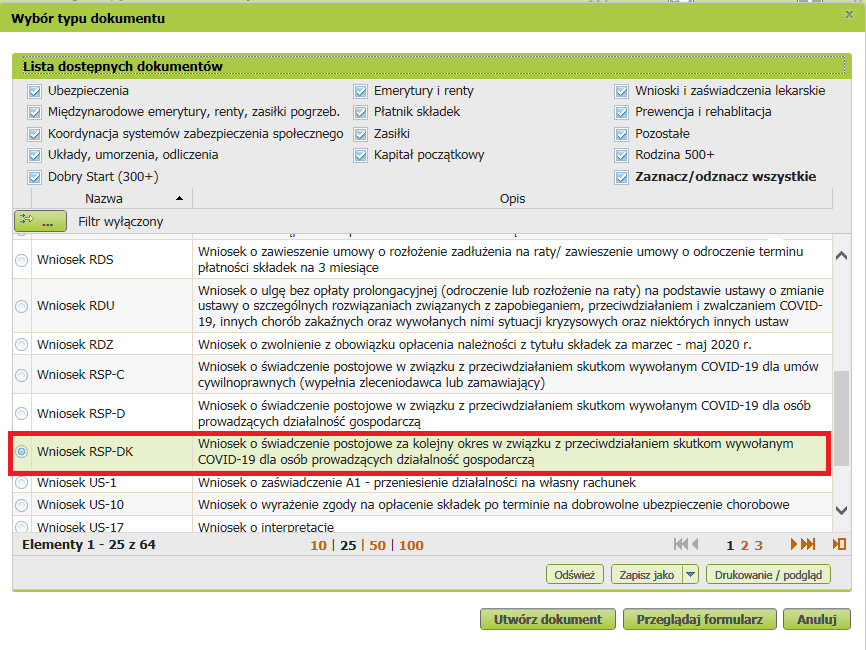 Wybór typu dokumentu
x
Lista dostępnych dokumentów
Ubezpieczenia
Emerytury i renty
Wnioski i zaświadczenia lekarskie
Międzynarodowe emerytury, renty, zasiłki pogrzeb.
Płatnik składek
Prewencja i rehabilitacja
Koordynacja systemów zabezpieczenia społecznego
Zasiłki
Pozostałe
Układy, umorzenia, odliczenia
Kapitał początkowy
Rodzina 500+
Dobry Start (300+)
Zaznacz/odznacz wszystkie
Nazwa
Opis
...
Filtr wyłączony
Wniosek RDS
Wniosek o zawieszenie umowy o rozłożenie zadłużenia na raty/ zawieszenie umowy o odroczenie terminu
płatności składek na 3 miesiące
Wniosek RDU
Wniosek o ulgę bez opłaty prolongacyjnej (odroczenie lub rozłożenie na raty) na podstawie ustawy o zmianie
ustawy o szczególnych rozwiązaniach związanych z zapobieganiem, przeciwdziałaniem i zwalczaniem COVID-
19, innych chorób zakaźnych oraz wywołanych nimi sytuacji kryzysowych oraz niektórych innych ustaw
Wniosek RDZ
Wniosek o zwolnienie z obowiązku opłacenia należności z tytułu składek za marzec - maj 2020 r.
Wniosek RSP-C
Wniosek o świadczenie postojowe w związku z przeciwdziałaniem skutkom wywołanym COVID-19 dla umów
cywilnoprawnych (wypełnia zleceniodawca lub zamawiający)
Wniosek RSP-D
Wniosek o świadczenie postojowe w związku z przeciwdziałaniem skutkom wywołanym COVID-19 dla osób
prowadzących działalność gospodarczą
Wniosek RSP-DK
Wniosek o świadczenie postojowe za kolejny okres w związku z przeciwdziałaniem skutkom wywołanym
COVID-19 dla osób prowadzących działalność gospodarczą
Wniosek US-1
Wniosek o zaświadczenie A1 - przeniesienie działalności na własny rachunek
Wniosek US-10
Wniosek o wyrażenie zgody na opłacenie składek po terminie na dobrowolne ubezpieczenie chorobowe
Wniosek US-17
Wniosek o interpretację
Elementy 1 - 25 z 64
10 | 25 | 50 | 100
1 2 3
Odśwież
Zapisz jako
Drukowanie / podgląd
Utwórz dokument
Przeglądaj formularz
Anuluj